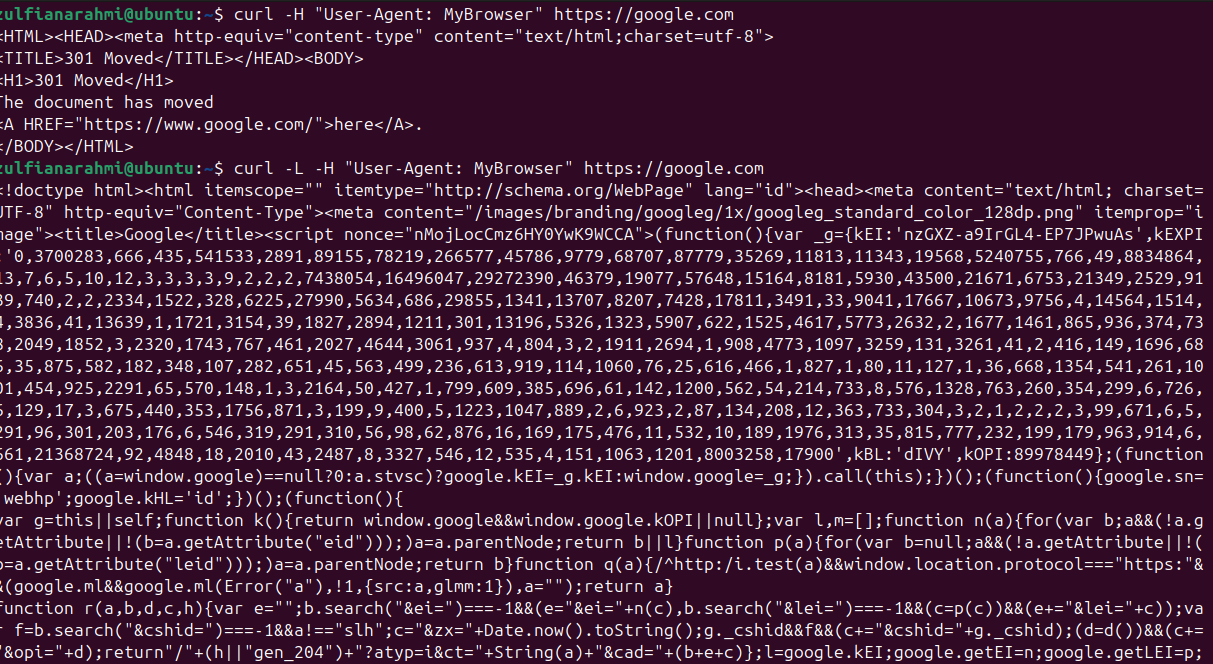 zulfianarahmi@ubuntu:~$ curl -H "User-Agent: MyBrowser" https://google.com
<HTML><HEAD><meta http-equiv="content-type" content="text/html;charset=utf-8">
<TITLE>301 Moved</TITLE></HEAD><BODY>
<H1>301 Moved</H1>
The document has moved
<A HREF="https://www.google.com/">here</A>.
</BODY></HTML>
zulfianarahmi@ubuntu:~$ curl -L -H "User-Agent: MyBrowser" https://google.com
<!doctype html><html itemscope="" itemtype="http://schema.org/WebPage" lang="id"><head><meta content="text/html; charset=
UTF-8" http-equiv="Content-Type"><meta content="/images/branding/googleg/1x/googleg_standard_color_128dp.png" itemprop="i
mage"><title>Google</title><script nonce="nMojLocCmz6HY0YwK9WCCA">(function(){var _g={kEI:'nzGXZ-a9IrGL4-EP7JPwuAs',kEXPI
:'0,3700283,666,435,541533,2891,89155,78219,266577,45786,9779,68707,87779,35269,11813,11343,19568,5240755,766,49,8834864,
13,7,6,5,10,12,3,3,3,3,9,2,2,2,7438054,16496047,29272390,46379,19077,57648,15164,8181,5930,43500,21671,6753,21349,2529,91
39,740,2,2,2334,1522,328,6225,27990,5634,686,29855,1341,13707,8207,7428,17811,3491,33,9041,17667,10673,9756,4,14564,1514,
4,3836,41,13639,1,1721,3154,39,1827,2894,1211,301,13196,5326,1323,5907,622,1525,4617,5773,2632,2,1677,1461,865,936,374,73
3,2049,1852,3,2320,1743,767,461,2027,4644,3061,937,4,804,3,2,1911,2694,1,908,4773,1097,3259,131,3261,41,2,416,149,1696,68
,35,875,582,182,348,107,282,651,45,563,499,236,613,919,114,1060,76,25,616,466,1,827,1,80,11,127,1,36,668,1354,541,261,10
01,454,925,2291,65,570,148,1,3,2164,50,427,1,799,609,385,696,61,142,1200,562,54,214,733,8,576,1328,763,260,354,299,6,726,
,129,17,3,675,440,353,1756,871,3,199,9,400,5,1223,1047,889,2,6,923,2,87,134,208,12,363,733,304,3,2,1,2,2,2,3,99,671,6,5,
291,96,301,203,176,6,546,319,291,310,56,98,62,876,16,169,175,476,11,532,10,189,1976,313,35,815,777,232,199,179,963,914,6,
561,21368724,92,4848,18,2010,43,2487,8,3327,546,12,535,4,151,1063,1201,8003258,17900',kBL:'dIVY',kOPI:89978449};(function
(){var a;((a=window.google)==null?0:a.stvsc)?google.kEI=_g.kEI:window.google=_g;}).call(this);})();(function(){google.sn=
'webhp';google.kHL='id';})();(function(){
var g=this||self;function k(){return window.google&&window.google.kOPI||null};var l,m=[];function n(a){for(var b;a&&(!a.g
etAttribute||!(b=a.getAttribute("eid")));)a=a.parentNode;return b||l}function p(a){for(var b=null;a&&(!a.getAttribute||!(
b=a.getAttribute("leid")));)a=a.parentNode;return b}function q(a){/^http:/i.test(a)&&window.location.protocol==="https:"&
&(google.ml&&google.ml(Error("a"),!1,{src:a,glmm:1}),a="");return a}
function r(a,b,d,c,h){var e="";b.search("&ei=")===-1&&(e="&ei="+n(c),b.search("&lei=")===-1&&(c=p(c))&&(e+="&lei="+c));va
r f=b.search("&cshid=")===-1&&a!=="slh";c="&zx="+Date.now().toString();g._cshid&&f&&(c+="&cshid="+g._cshid);(d=d())&&(c+=
"&opi="+d);return"/"+(h||"gen_204")+"?atyp=i&ct="+String(a)+"&cad="+(b+e+c)};l=google.kEI;google.getEI=n;google.getLEI=p;